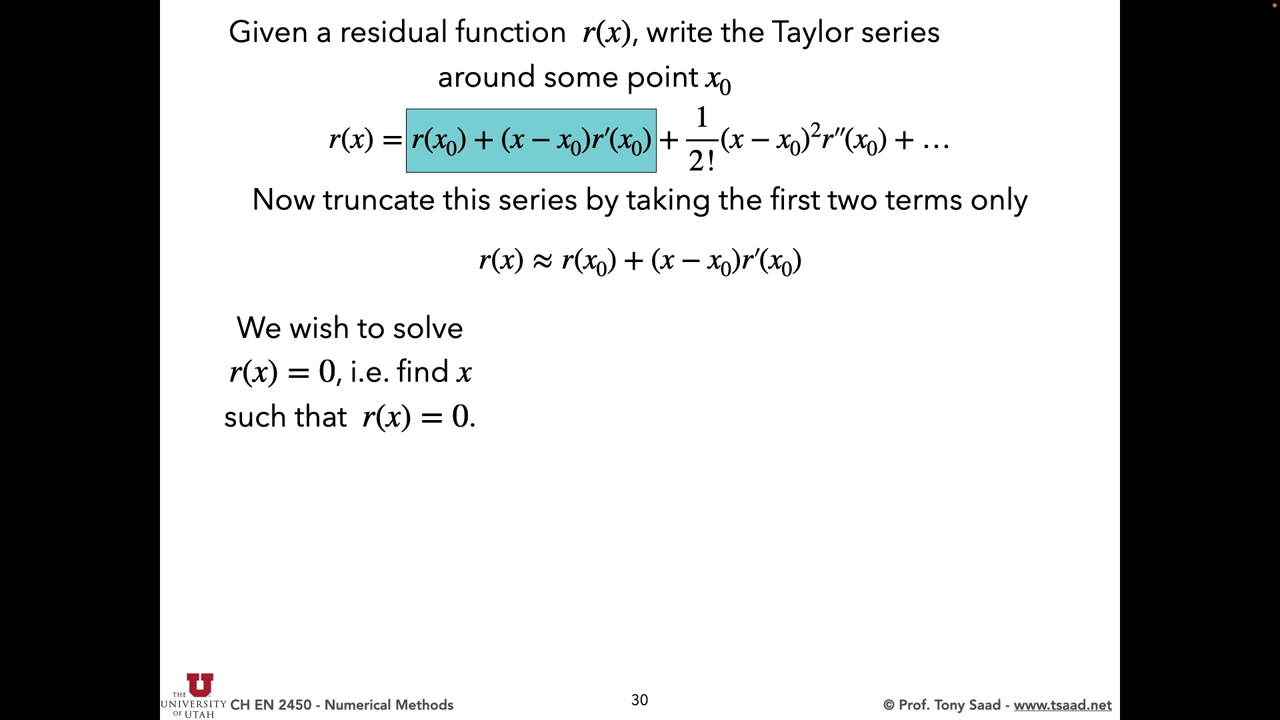 Given a residual function r(x), write the Taylor series
around some point x₀
r(x) = r(x₀) + (x − x₀)r′(x₀) + 1/2! (x − x₀)²r′′(x₀) + …
Now truncate this series by taking the first two terms only
r(x) ≈ r(x₀) + (x − x₀)r′(x₀)
We wish to solve
r(x) = 0, i.e. find x
such that r(x) = 0.
THE UNIVERSITY OF UTAH
CH EN 2450 - Numerical Methods
30
© Prof. Tony Saad - www.tsaad.net